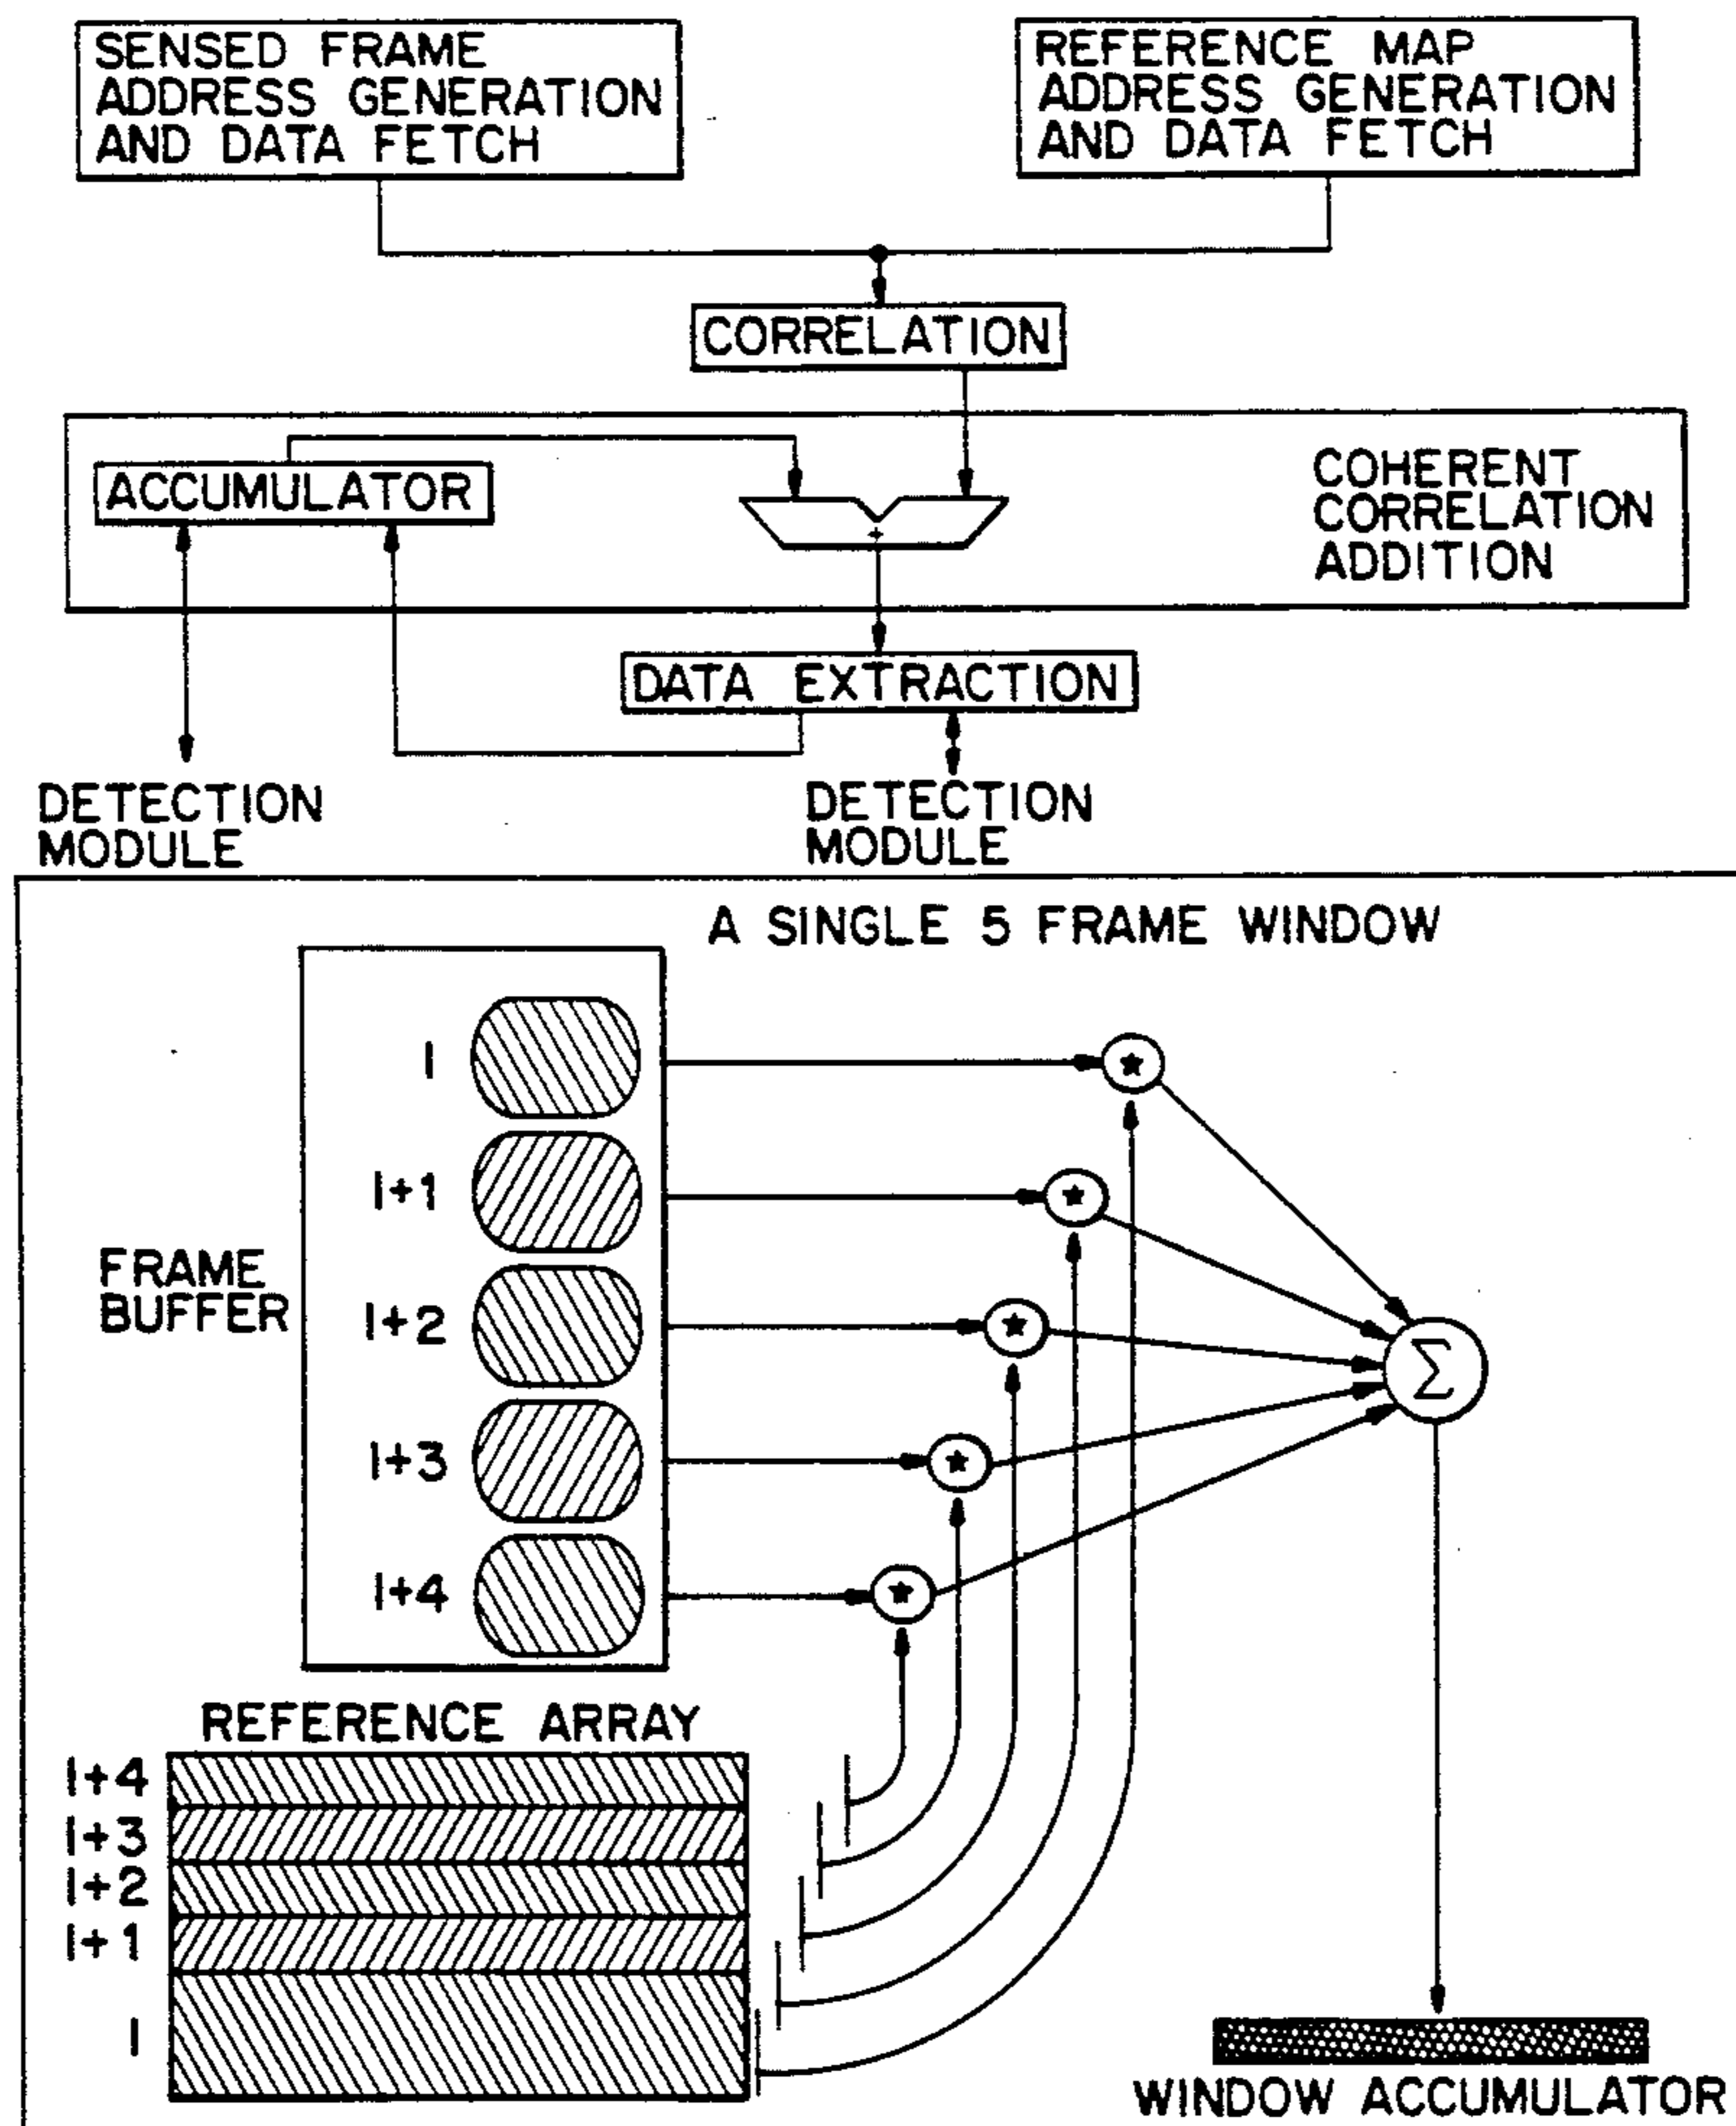 SENSED FRAME
ADDRESS GENERATION
AND DATA FETCH
REFERENCE MAP
ADDRESS GENERATION
AND DATA FETCH
CORRELATION
ACCUMULATOR
+
COHERENT
CORRELATION
ADDITION
DATA EXTRACTION
DETECTION
MODULE
DETECTION
MODULE
A SINGLE 5 FRAME WINDOW
FRAME
BUFFER
I
I+1
I+2
I+3
I+4
Σ
REFERENCE ARRAY
I+4
I+3
I+2
I+1
I
WINDOW ACCUMULATOR